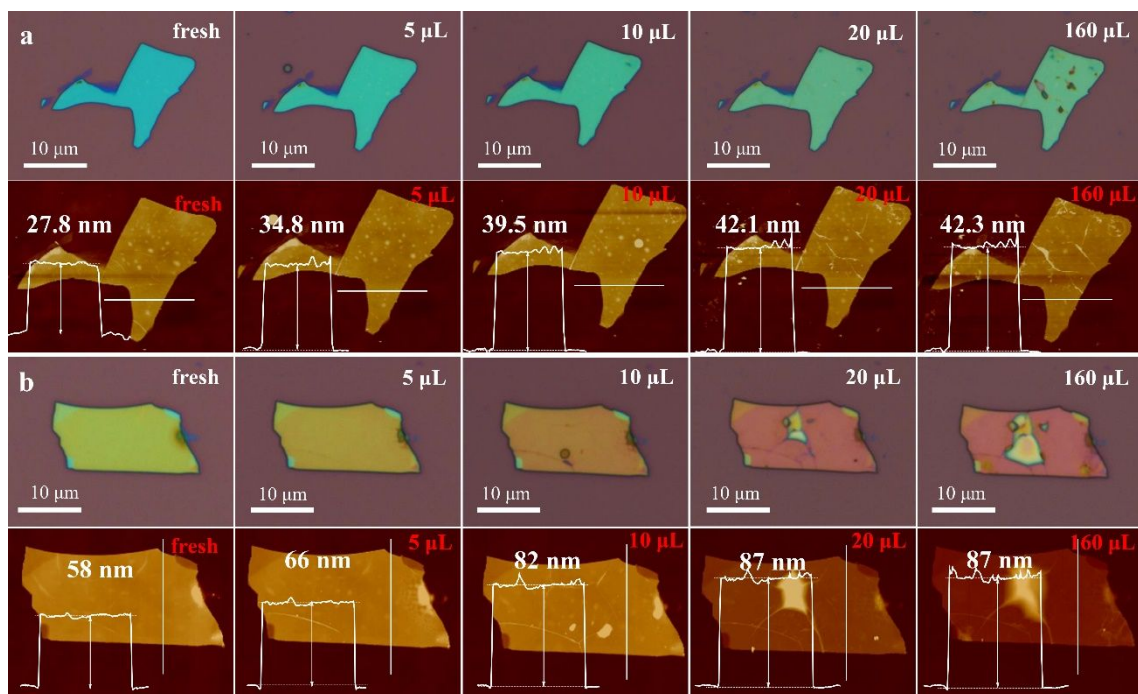 a fresh 5 μL 10 μL 20 μL 160 μL
10 μm 10 μm 10 μm 10 μm 10 μm
fresh 5 μL 10 μL 20 μL 160 μL
27.8 nm 34.8 nm 39.5 nm 42.1 nm 42.3 nm
b fresh 5 μL 10 μL 20 μL 160 μL
10 μm 10 μm 10 μm 10 μm 10 μm
fresh 5 μL 10 μL 20 μL 160 μL
58 nm 66 nm 82 nm 87 nm 87 nm